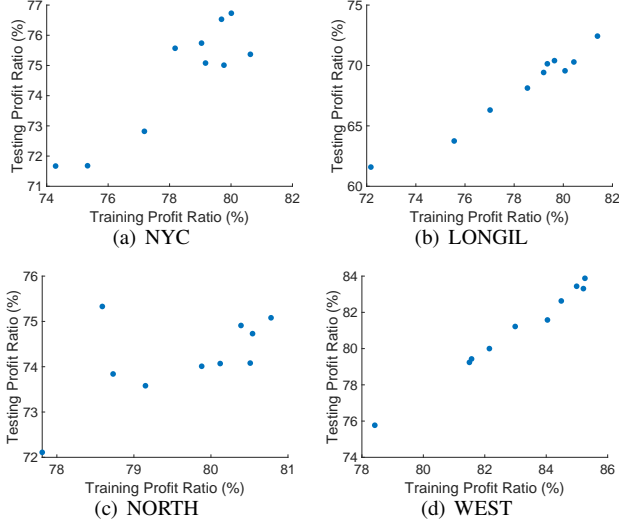 77
76
75
74
73
72
71
74 76 78 80 82
Testing Profit Ratio (%)
Training Profit Ratio (%)
(a) NYC
75
70
65
60
72 74 76 78 80 82
Testing Profit Ratio (%)
Training Profit Ratio (%)
(b) LONGIL
76
75
74
73
72
78 79 80 81
Testing Profit Ratio (%)
Training Profit Ratio (%)
(c) NORTH
84
82
80
78
76
74
78 80 82 84 86
Testing Profit Ratio (%)
Training Profit Ratio (%)
(d) WEST